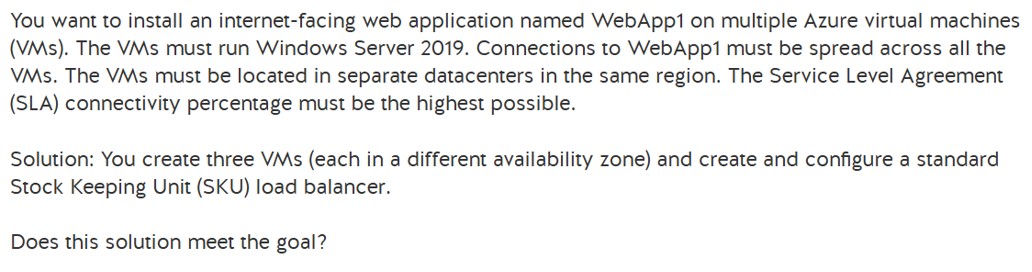 You want to install an internet-facing web application named WebApp1 on multiple Azure virtual machines
(VMs). The VMs must run Windows Server 2019. Connections to WebApp1 must be spread across all the
VMs. The VMs must be located in separate datacenters in the same region. The Service Level Agreement
(SLA) connectivity percentage must be the highest possible.
Solution: You create three VMs (each in a different availability zone) and create and configure a standard
Stock Keeping Unit (SKU) load balancer.
Does this solution meet the goal?